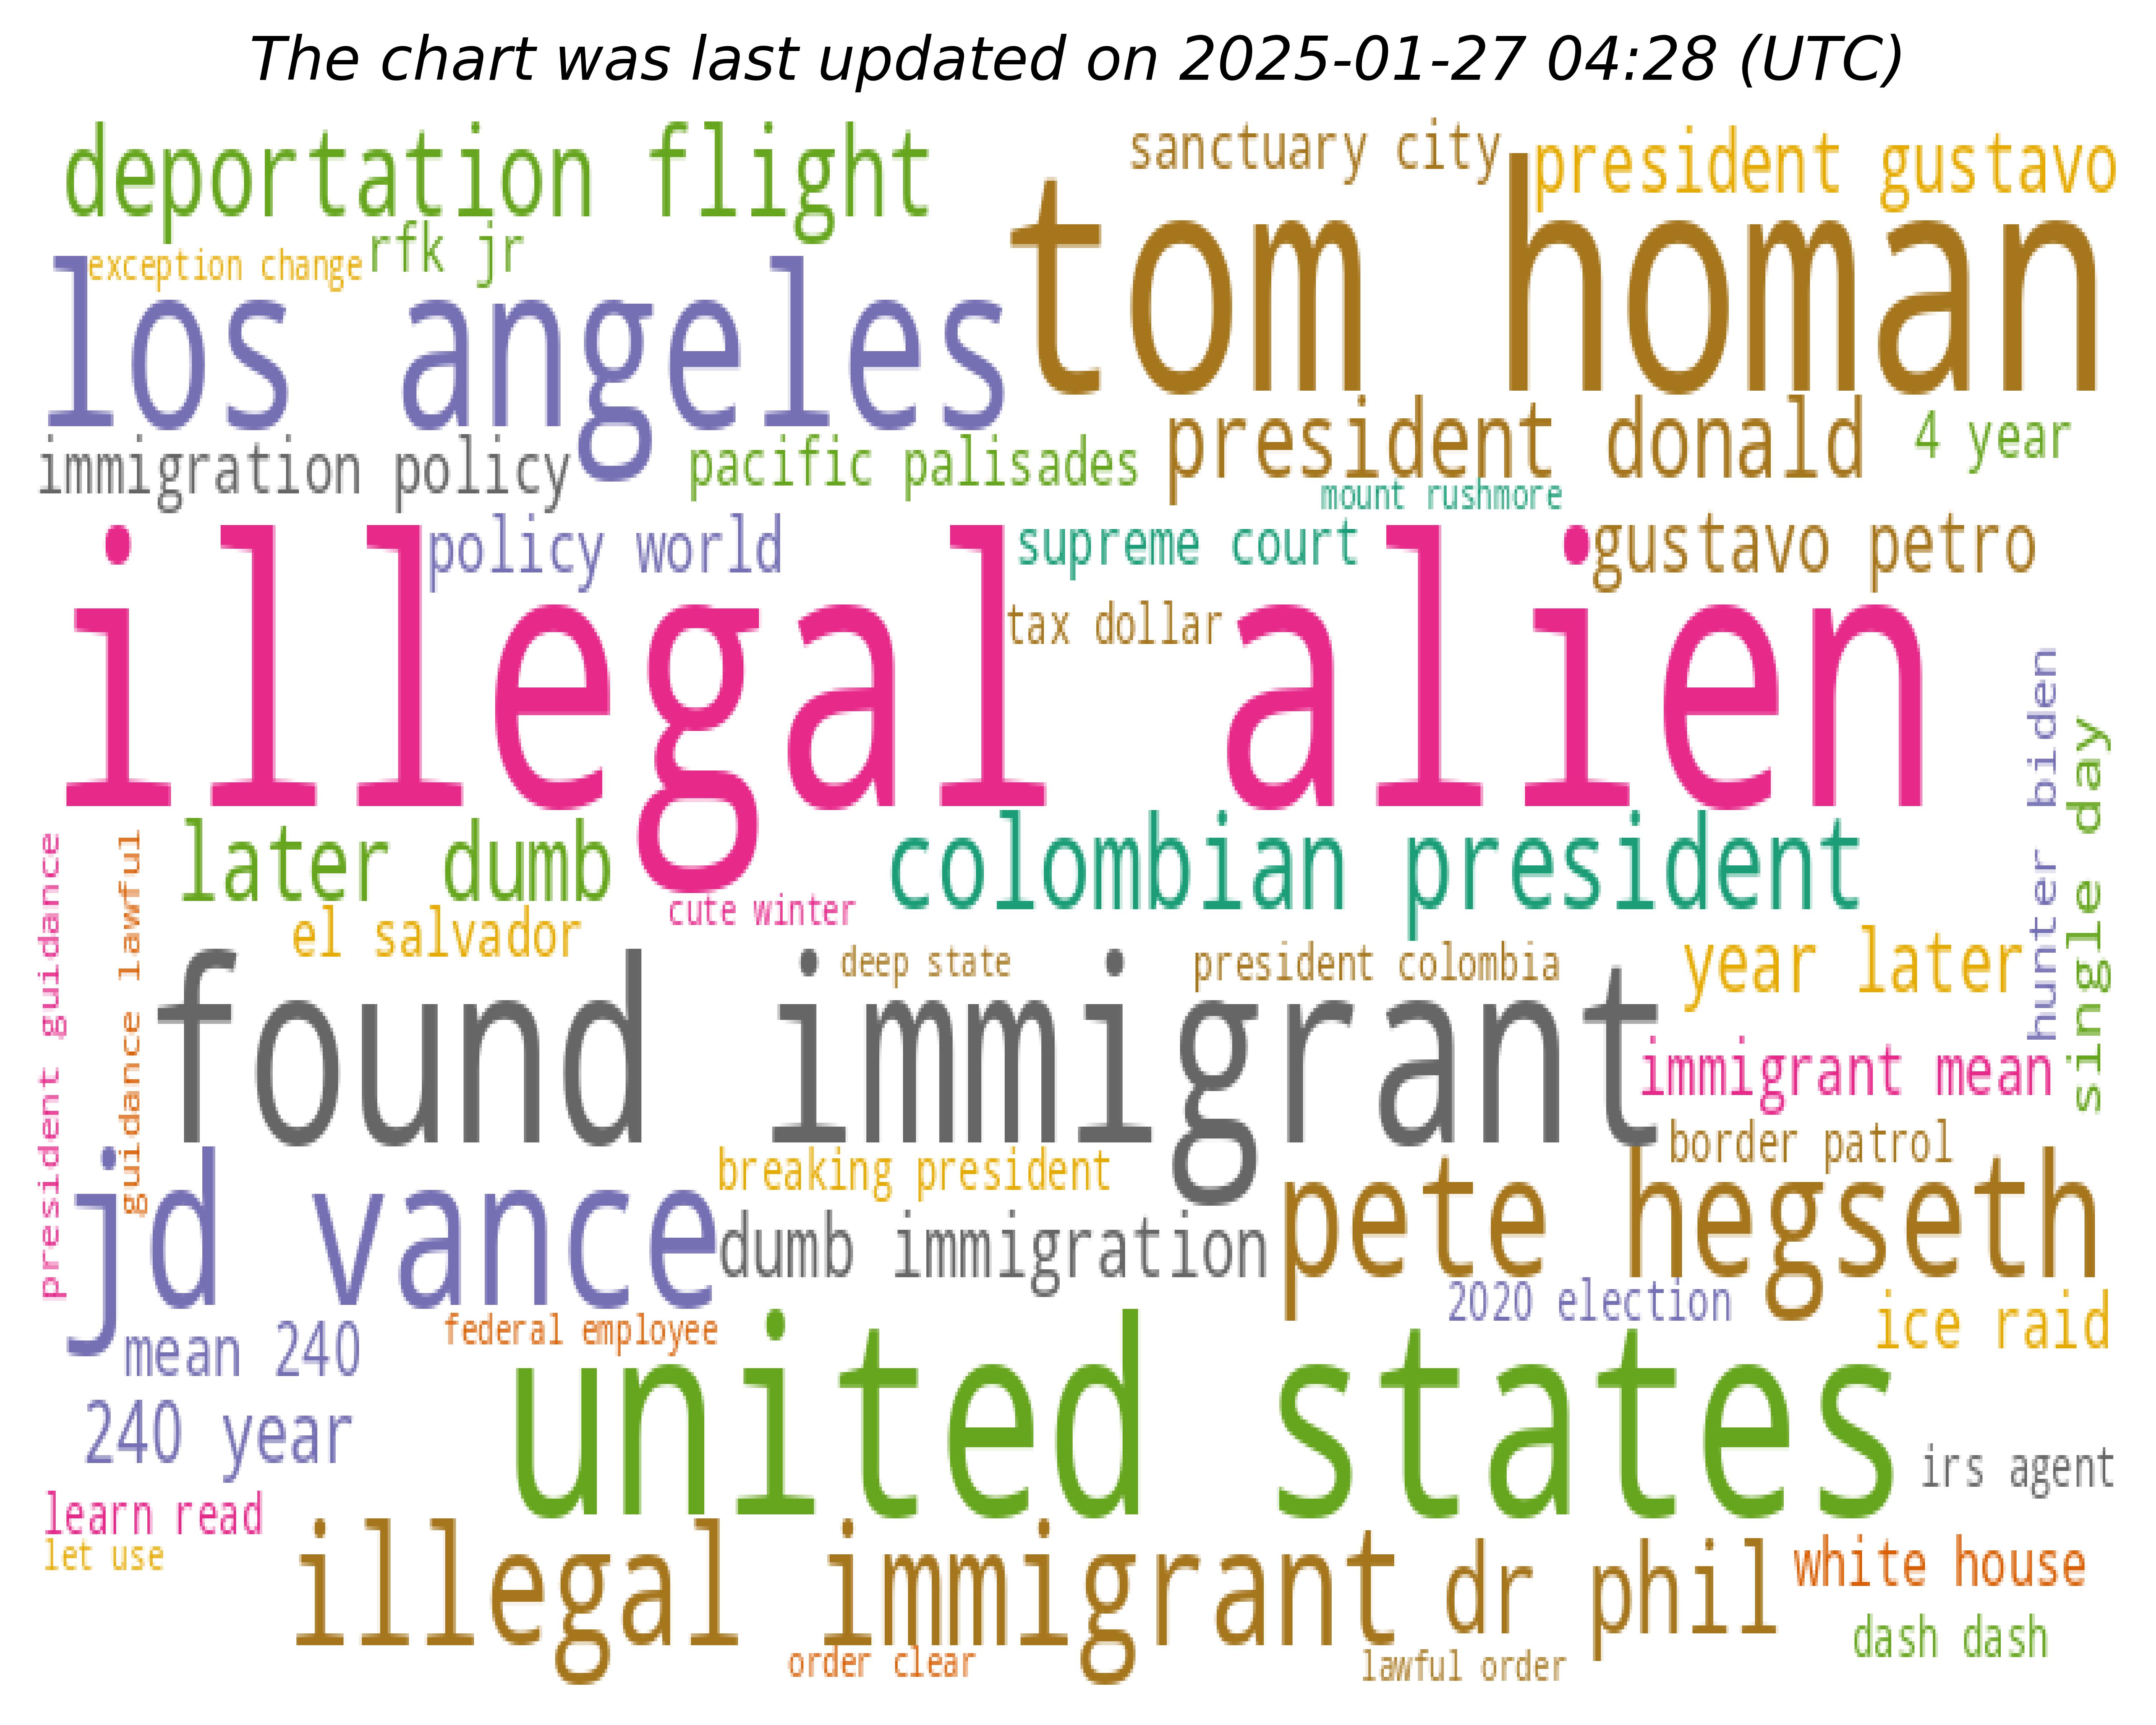 The chart was last updated on 2025-01-27 04:28 (UTC)
deportation flight
sanctuary city
president gustavo
tom homan
exception change
rfk jr
los angeles
president donald
4 year
immigration policy
pacific palisades
mount rushmore
illegal alien
policy world
supreme court
gustavo petro
tax dollar
hunter biden
single day
president guidance
guidance lawful
later dumb
colombian president
cute winter
el salvador
deep state
president colombia
year later
found immigrant
immigrant mean
border patrol
jd vance
breaking president
pete hegseth
dumb immigration
2020 election
ice raid
mean 240
federal employee
united states
240 year
irs agent
learn read
let use
illegal immigrant
dr phil
white house
dash dash
order clear
lawful order